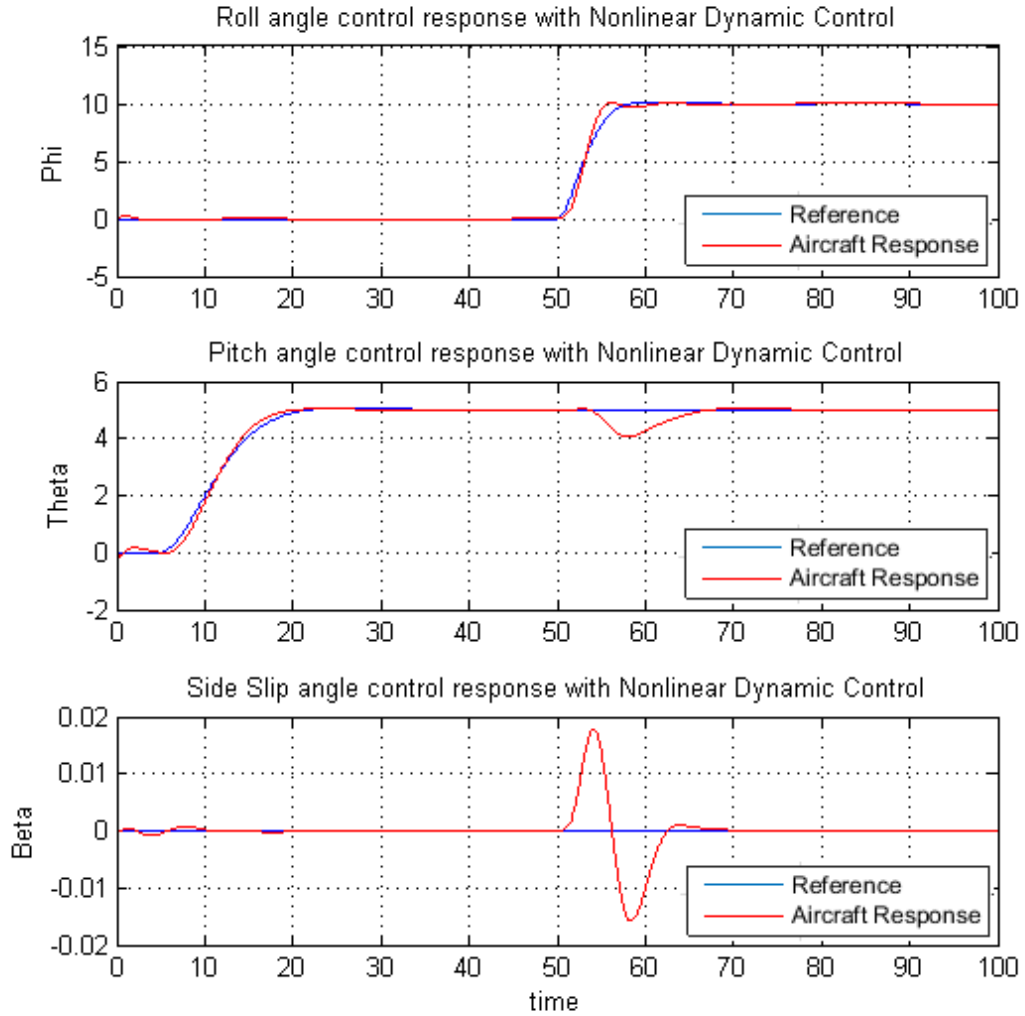 Roll angle control response with Nonlinear Dynamic Control
15
10
5
0
-5
Phi
Reference
Aircraft Response
0 10 20 30 40 50 60 70 80 90 100
Pitch angle control response with Nonlinear Dynamic Control
6
4
2
0
-2
Theta
Reference
Aircraft Response
0 10 20 30 40 50 60 70 80 90 100
Side Slip angle control response with Nonlinear Dynamic Control
0.02
0.01
0
-0.01
-0.02
Beta
Reference
Aircraft Response
0 10 20 30 40 50 60 70 80 90 100
time